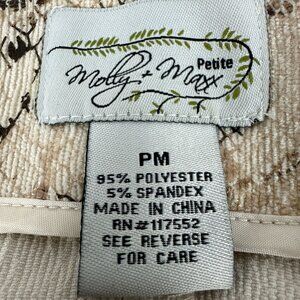 Petite
Molly + Maxx
PM
95% POLYESTER
5% SPANDEX
MADE IN CHINA
RN#117552
SEE REVERSE
FOR CARE